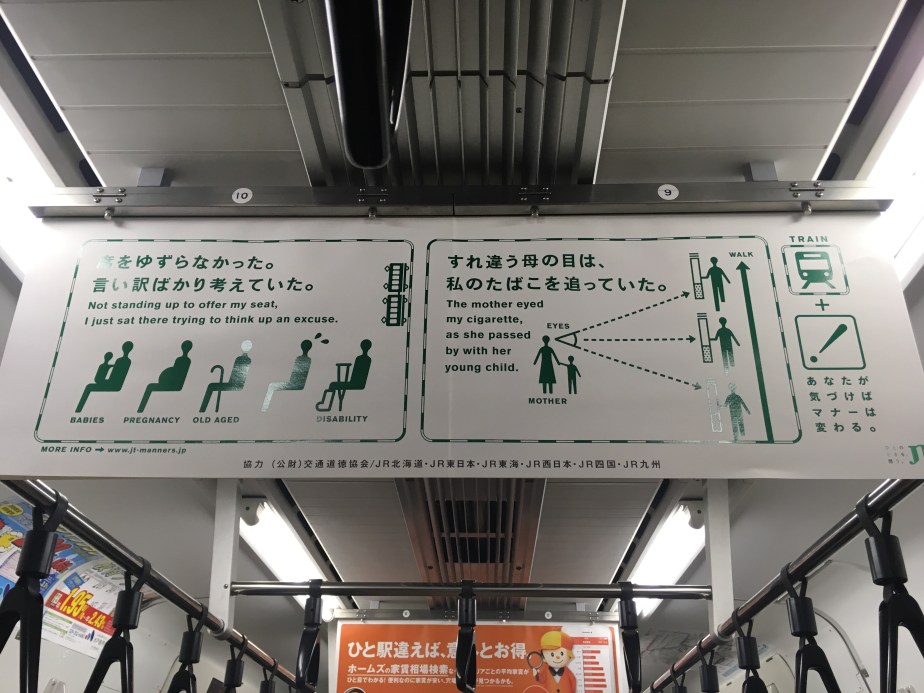 10
9
席をゆずらなかった。
言い訳ばかり考えていた。
Not standing up to offer my seat,
I just sat there trying to think up an excuse.
BABIES
PREGNANCY
OLD AGED
DISABILITY
すれ違う母の目は、
私のたばこを追っていた。
The mother eyed
my cigarette,
as she passed
by with her
young child.
EYES
MOTHER
WALK
TRAIN
+
あなたが
気づけば
マナーは
変わる。
MORE INFO → www.jt-manners.jp
協力 (公財)交通道徳協会/JR北海道・JR東日本・JR東海・JR西日本・JR四国・JR九州
ひと駅違えば、
とお得。
ホームズの家賃相場検索